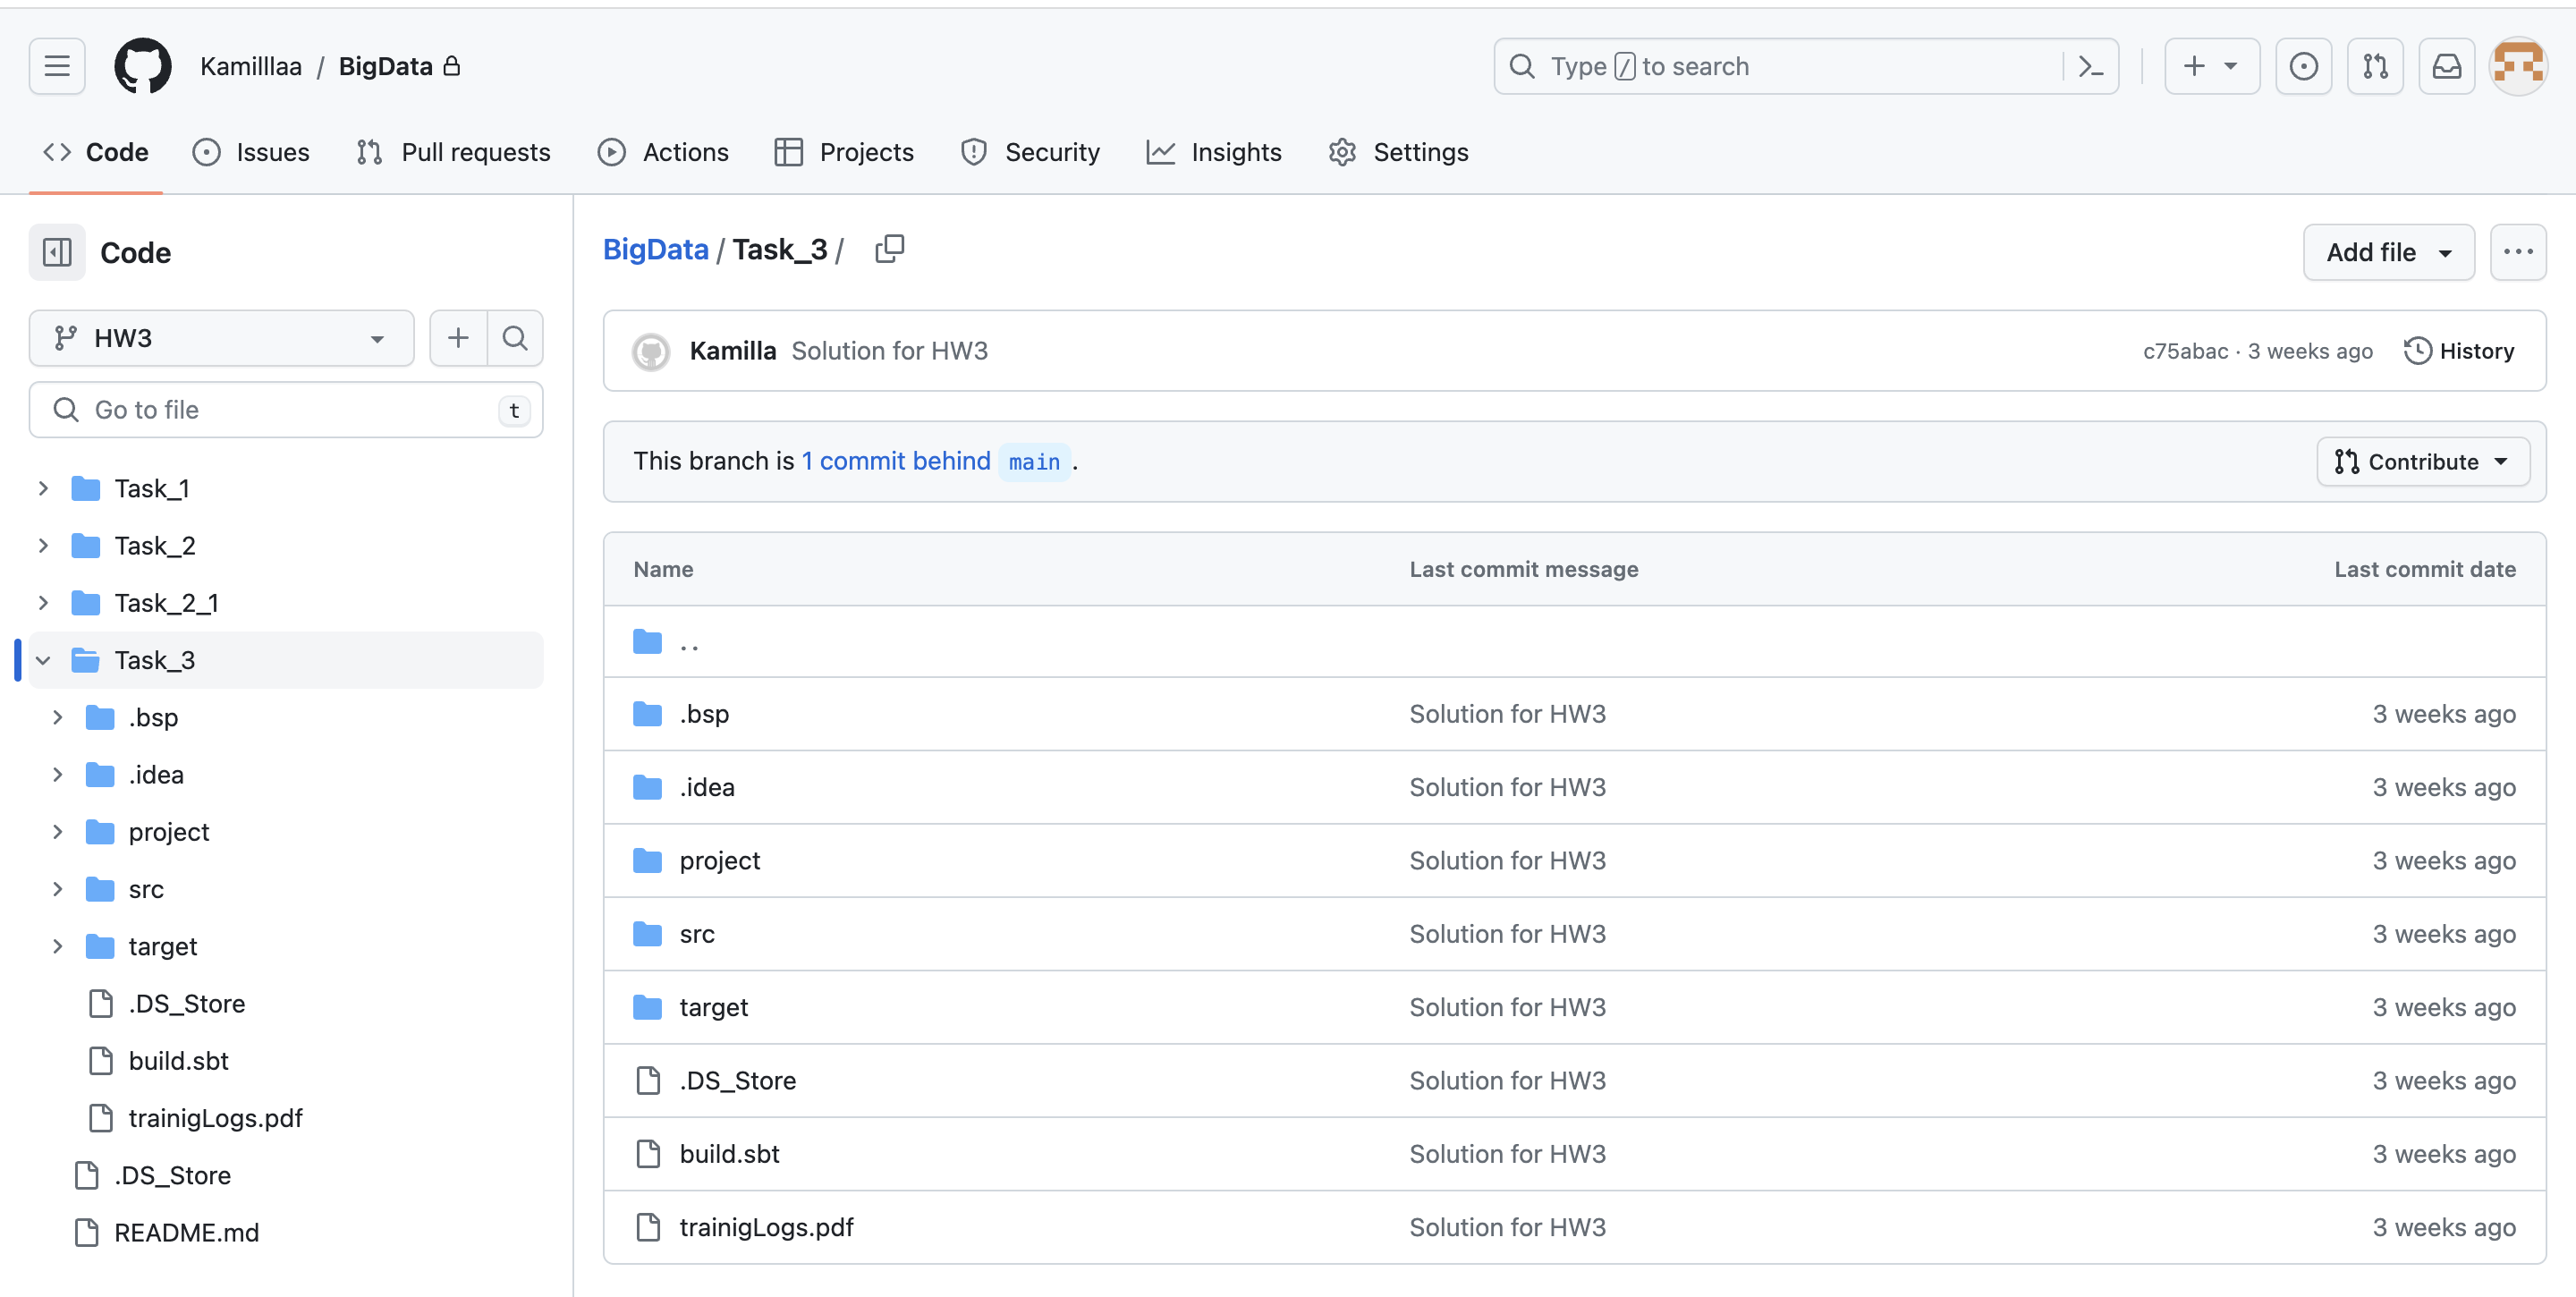 Kamilllaa / BigData
Type / to search
Code Issues Pull requests Actions Projects Security Insights Settings
Code
BigData / Task_3 /
Add file
HW3
Kamilla Solution for HW3
c75abac · 3 weeks ago History
Go to file t
This branch is 1 commit behind main .
Contribute
Task_1
Task_2
Task_2_1
Task_3
.bsp
.idea
project
src
target
.DS_Store
build.sbt
trainigLogs.pdf
.DS_Store
README.md
Name Last commit message Last commit date
..
.bsp Solution for HW3 3 weeks ago
.idea Solution for HW3 3 weeks ago
project Solution for HW3 3 weeks ago
src Solution for HW3 3 weeks ago
target Solution for HW3 3 weeks ago
.DS_Store Solution for HW3 3 weeks ago
build.sbt Solution for HW3 3 weeks ago
trainigLogs.pdf Solution for HW3 3 weeks ago